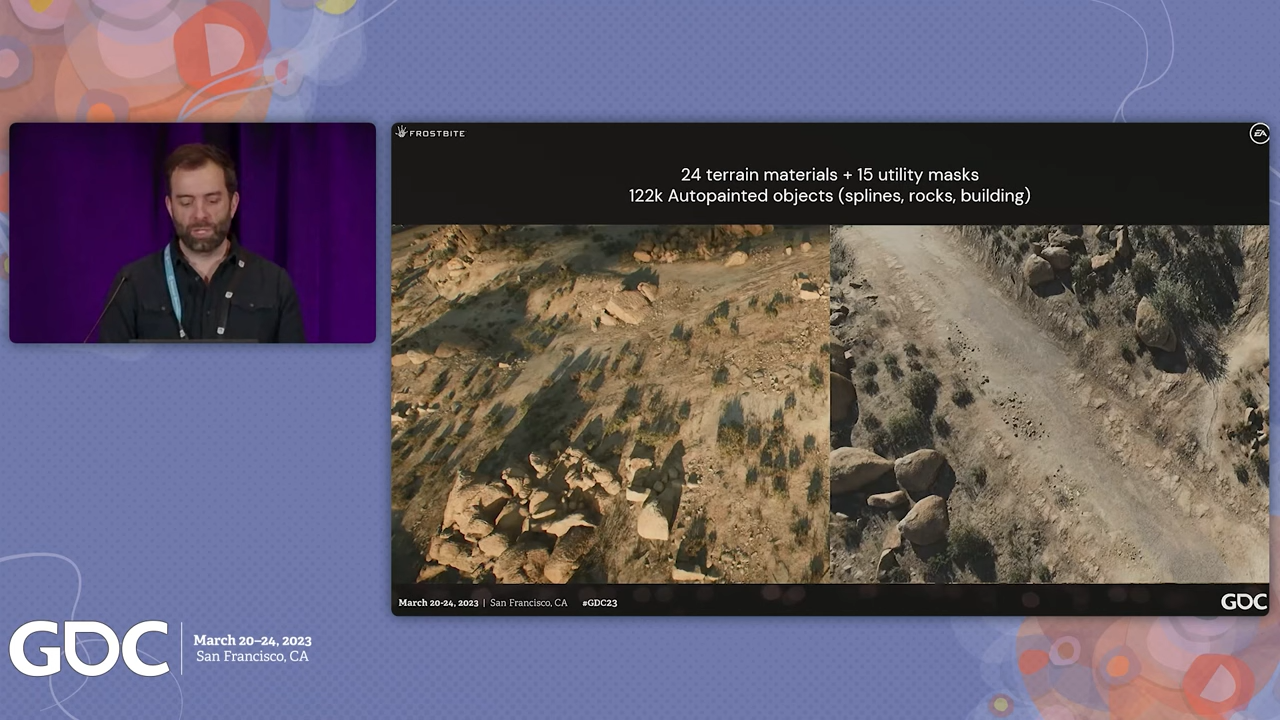 FROSTBITE
EA
24 terrain materials + 15 utility masks
122k Autopainted objects (splines, rocks, building)
March 20-24, 2023 | San Francisco, CA #GDC23
GDC
GDC
March 20–24, 2023
San Francisco, CA